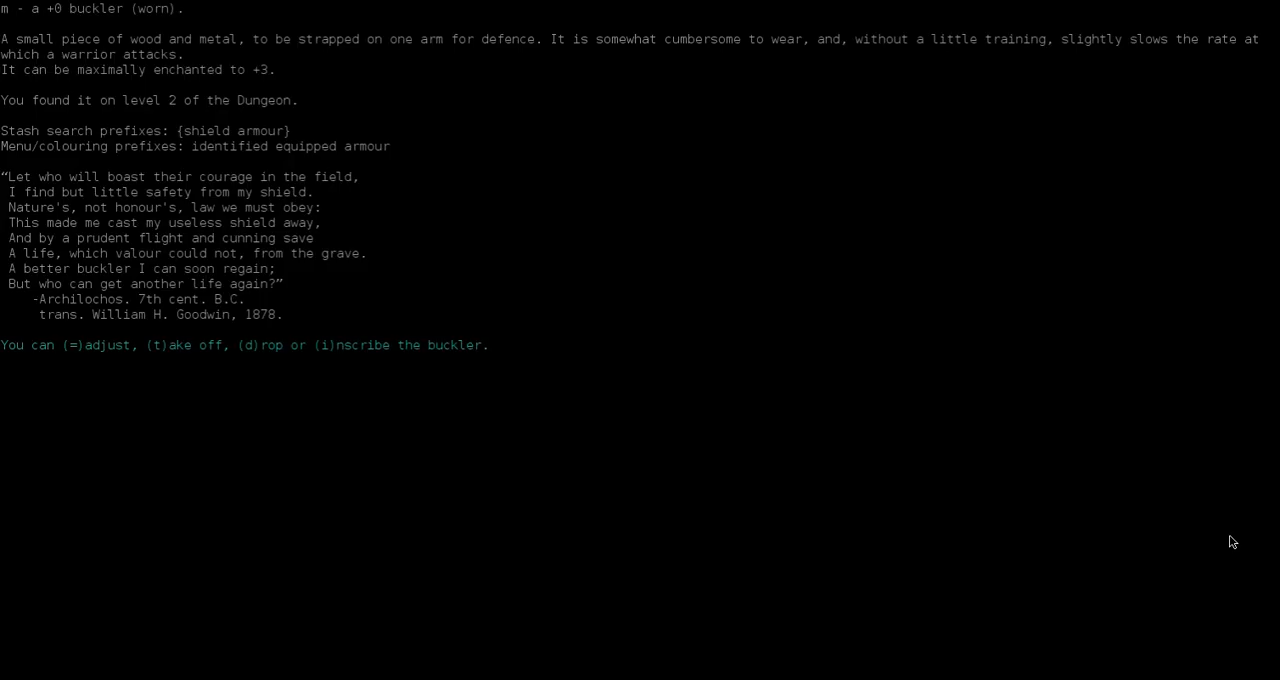 m - a +0 buckler (worn).
A small piece of wood and metal, to be strapped on one arm for defence. It is somewhat cumbersome to wear, and, without a little training, slightly slows the rate at
which a warrior attacks.
It can be maximally enchanted to +3.
You found it on level 2 of the Dungeon.
Stash search prefixes: {shield armour}
Menu/colouring prefixes: identified equipped armour
“Let who will boast their courage in the field,
I find but little safety from my shield.
Nature's, not honour's, law we must obey:
This made me cast my useless shield away,
And by a prudent flight and cunning save
A life, which valour could not, from the grave.
A better buckler I can soon regain;
But who can get another life again?”
-Archilochos. 7th cent. B.C.
trans. William H. Goodwin, 1878.
You can (=)adjust, (t)ake off, (d)rop or (i)nscribe the buckler.